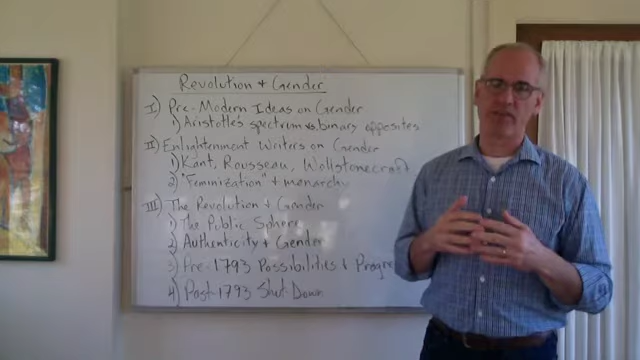 Revolution + Gender
I) Pre-Modern Ideas on Gender
1) Aristotle's spectrum vs binary opposites
II) Enlightenment Writers on Gender
1) Kant, Rousseau, Wollstonecraft
2) "Feminization" + monarchy
III) The Revolution + Gender
1) The Public Sphere
2) Authenticity + Gender
3) Pre-1793 Possibilities +
4) Post-1793 Shut-Down